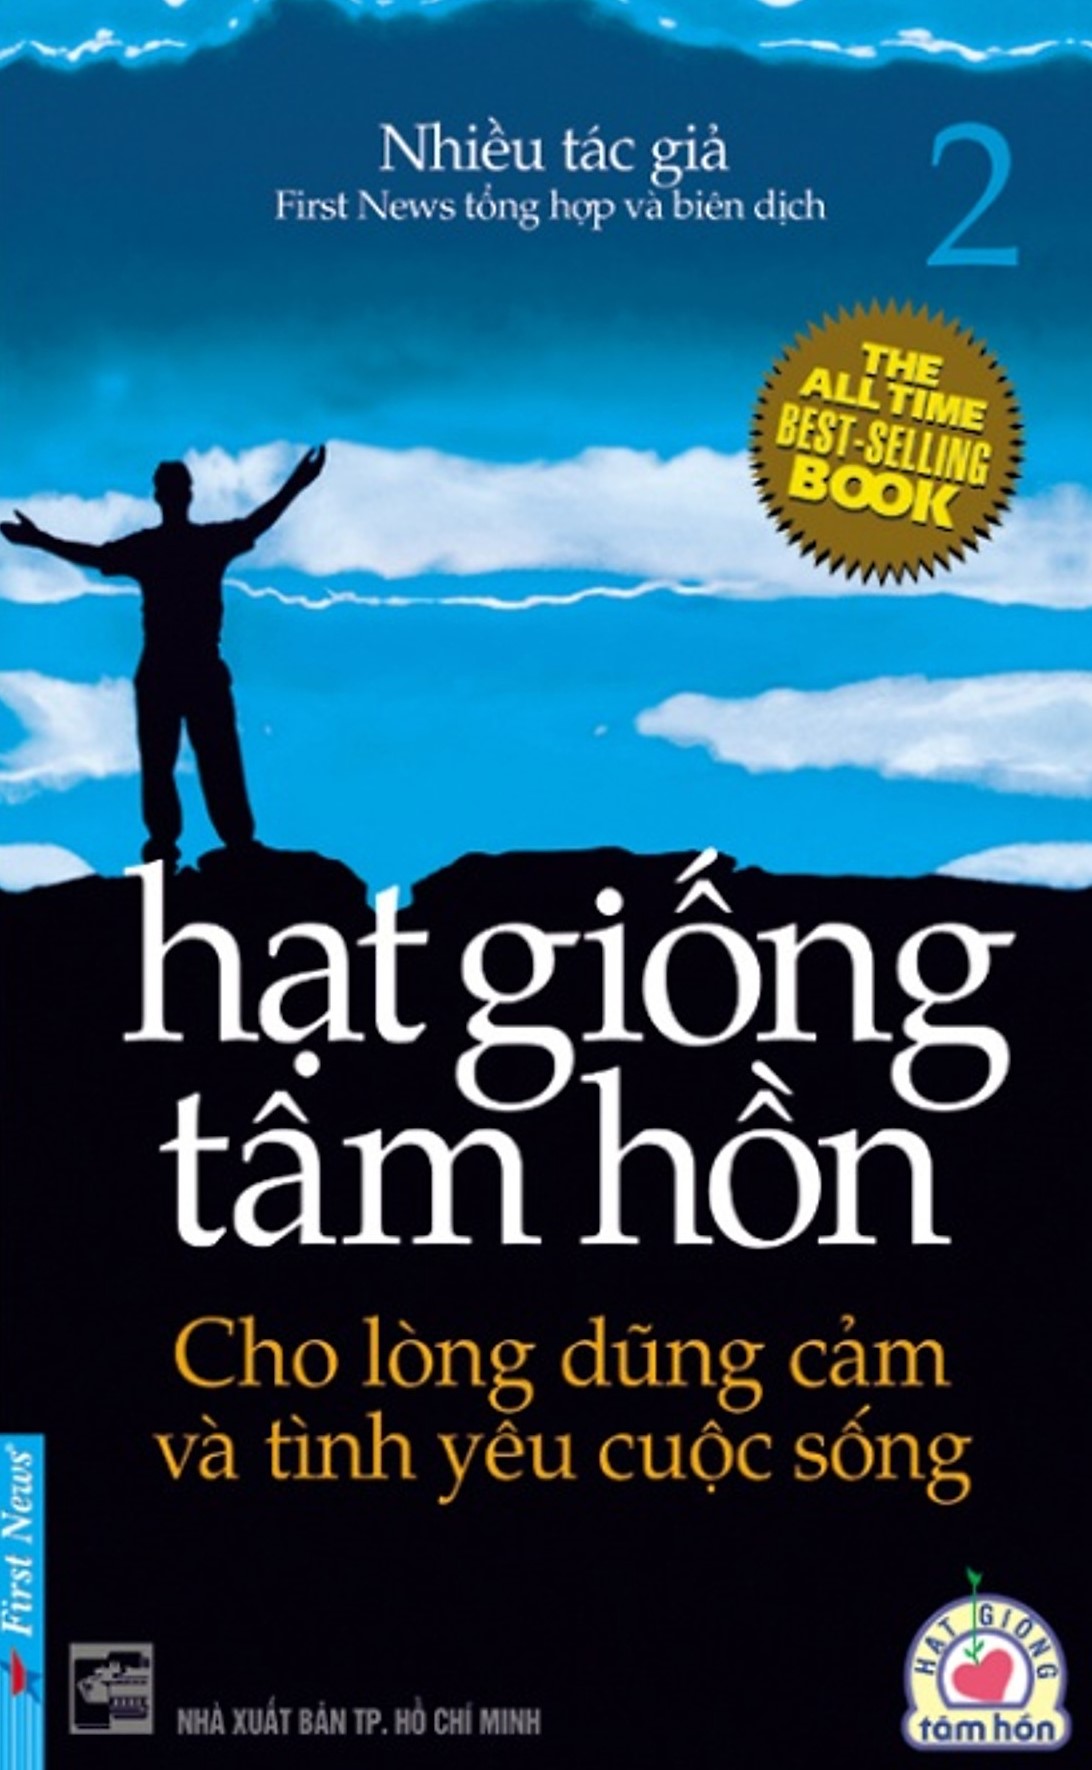 Nhiều tác giả
First News tổng hợp và biên dịch
2
THE
ALL TIME
BEST-SELLING
BOOK
hạt giống
tâm hồn
Cho lòng dũng cảm
và tình yêu cuộc sống
First News®
NHÀ XUẤT BẢN TP. HỒ CHÍ MINH
HẠT GIỐNG
tâm hồn